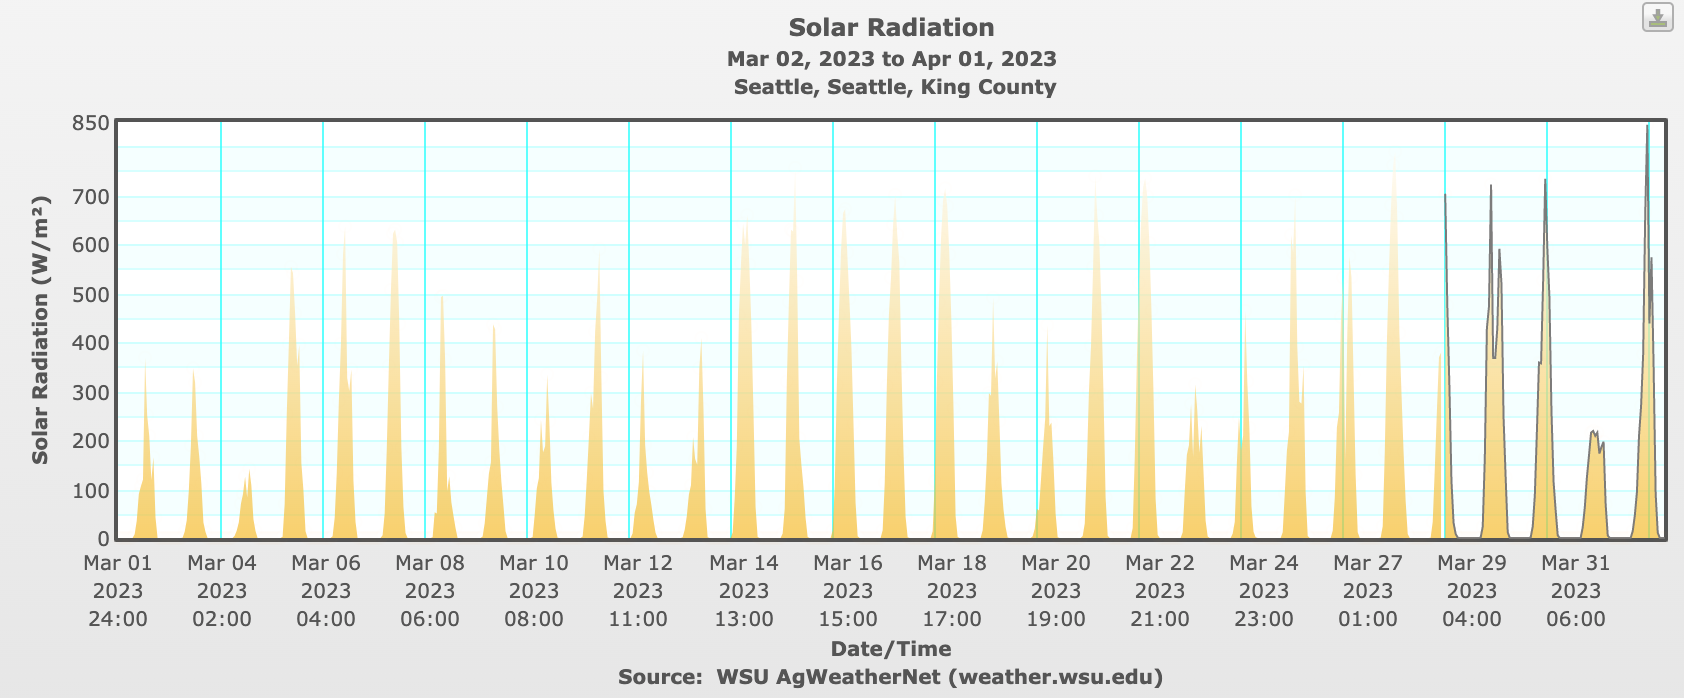 Solar Radiation
Mar 02, 2023 to Apr 01, 2023
Seattle, Seattle, King County
Solar Radiation (W/m²)
850
700
600
500
400
300
200
100
0
Mar 01 Mar 04 Mar 06 Mar 08 Mar 10 Mar 12 Mar 14 Mar 16 Mar 18 Mar 20 Mar 22 Mar 24 Mar 27 Mar 29 Mar 31
2023 2023 2023 2023 2023 2023 2023 2023 2023 2023 2023 2023 2023 2023 2023
24:00 02:00 04:00 06:00 08:00 11:00 13:00 15:00 17:00 19:00 21:00 23:00 01:00 04:00 06:00
Date/Time
Source: WSU AgWeatherNet (weather.wsu.edu)